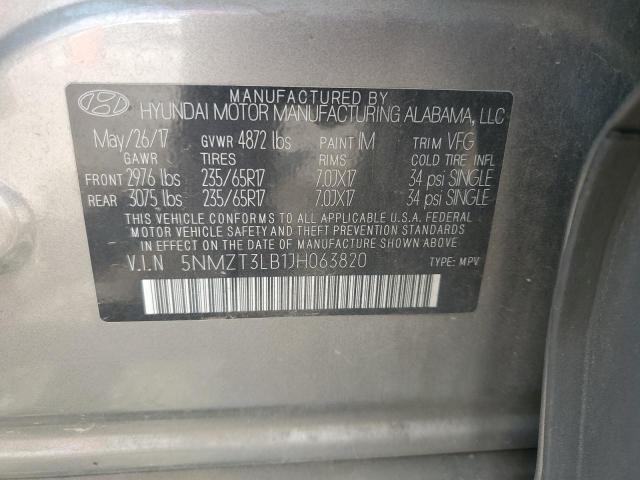 MANUFACTURED BY
HYUNDAI MOTOR MANUFACTURING ALABAMA, LLC
May/26/17 GVWR 4872 lbs PAINT IM TRIM VFG
GAWR TIRES RIMS COLD TIRE INFL
FRONT 2976 lbs 235/65R17 7.0JX17 34 psi SINGLE
REAR 3075 lbs 235/65R17 7.0JX17 34 psi SINGLE
THIS VEHICLE CONFORMS TO ALL APPLICABLE U.S.A. FEDERAL
MOTOR VEHICLE SAFETY AND THEFT PREVENTION STANDARDS
IN EFFECT ON THE DATE OF MANUFACTURE SHOWN ABOVE.
V.I.N 5NMZT3LB1JH063820 TYPE: MPV